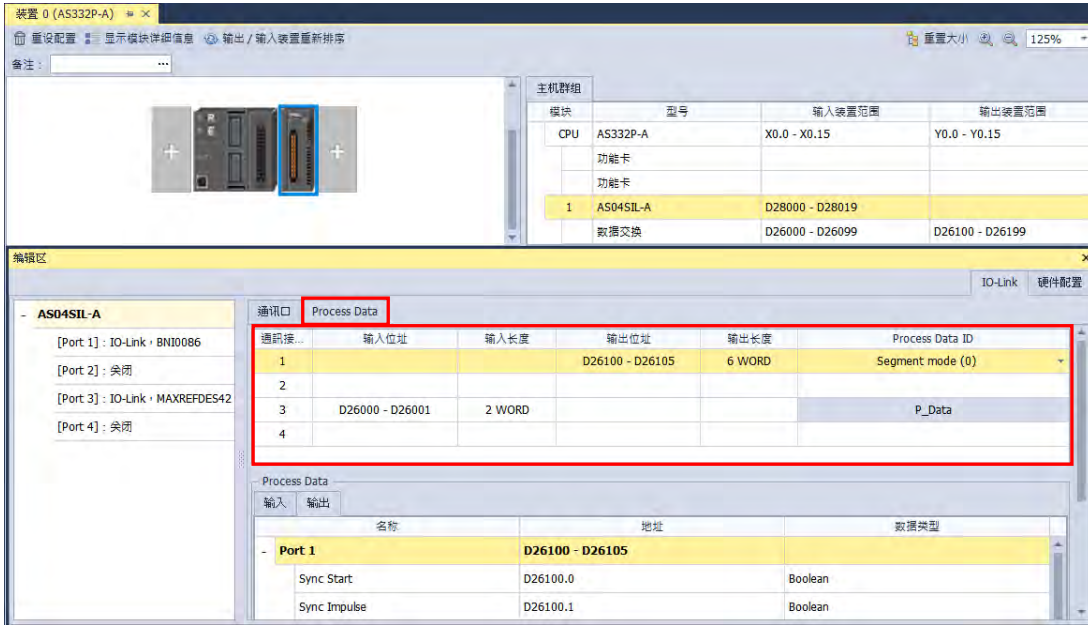 装置 0 (AS332P-A)
重设配置 显示模块详细信息 输出/输入装置重新排序 重置大小 125%
备注：
...
主机群组
模块 型号 输入装置范围 输出装置范围
CPU AS332P-A X0.0 - X0.15 Y0.0 - Y0.15
功能卡
功能卡
1 AS04SIL-A D28000 - D28019
数据交换 D26000 - D26099 D26100 - D26199
编辑区
IO-Link 硬件配置
- AS04SIL-A
[Port 1]：IO-Link，BNI0086
[Port 2]：关闭
[Port 3]：IO-Link，MAXREFDES42
[Port 4]：关闭
通讯口 Process Data
通訊接... 输入位址 输入长度 输出位址 输出长度 Process Data ID
1 D26100 - D26105 6 WORD Segment mode (0)
2
3 D26000 - D26001 2 WORD P_Data
4
Process Data
输入 输出
名称 地址 数据类型
- Port 1 D26100 - D26105
Sync Start D26100.0 Boolean
Sync Impulse D26100.1 Boolean